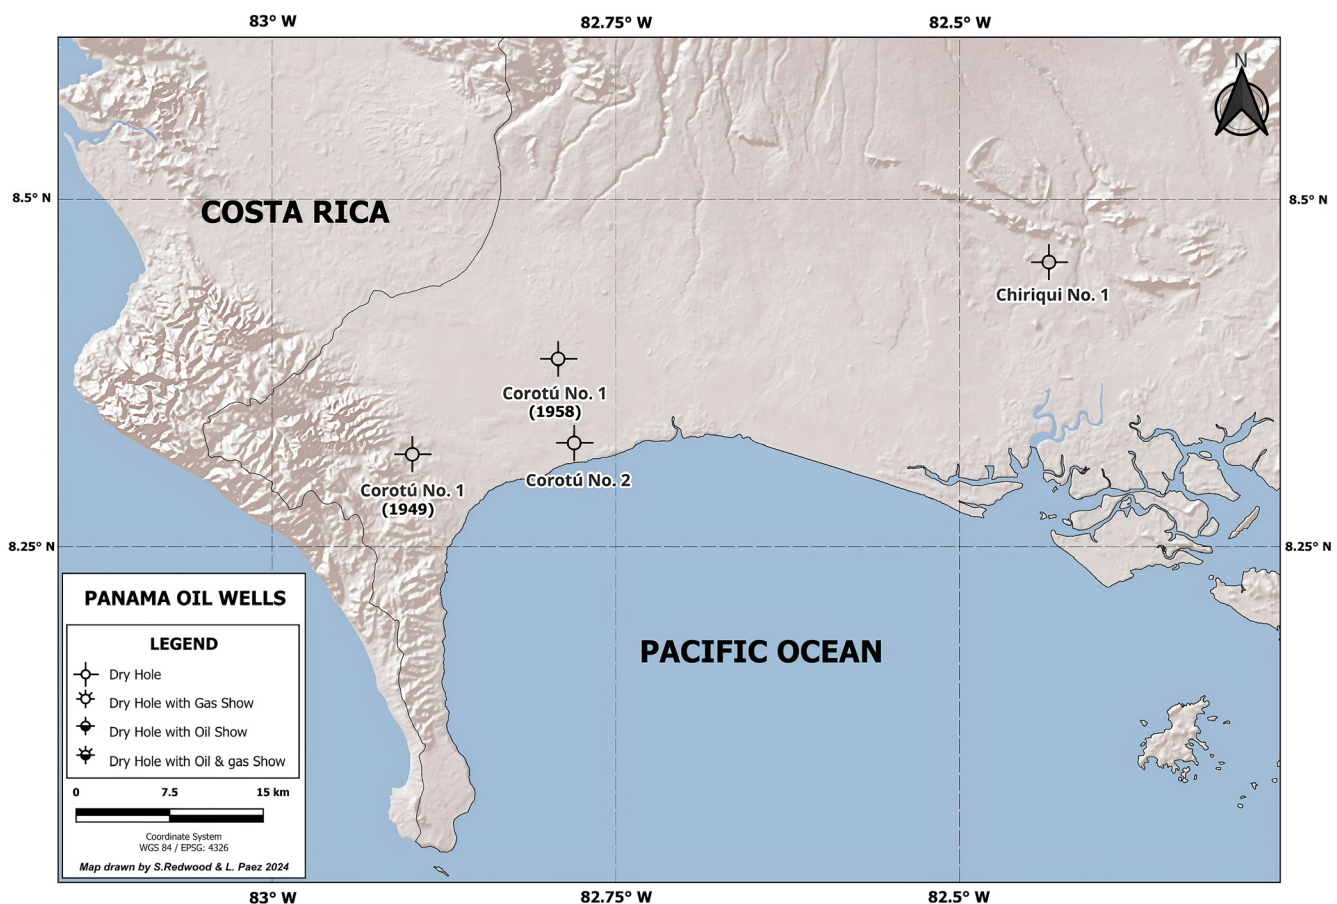 83° W
82.75° W
82.5° W
N
8.5° N
8.5° N
COSTA RICA
Chiriqui No. 1
Corotú No. 1
(1958)
Corotú No. 2
Corotú No. 1
(1949)
8.25° N
8.25° N
PACIFIC OCEAN
PANAMA OIL WELLS
LEGEND
Dry Hole
Dry Hole with Gas Show
Dry Hole with Oil Show
Dry Hole with Oil & gas Show
0 7.5 15 km
Coordinate System
WGS 84 / EPSG: 4326
Map drawn by S.Redwood & L. Paez 2024
83° W
82.75° W
82.5° W